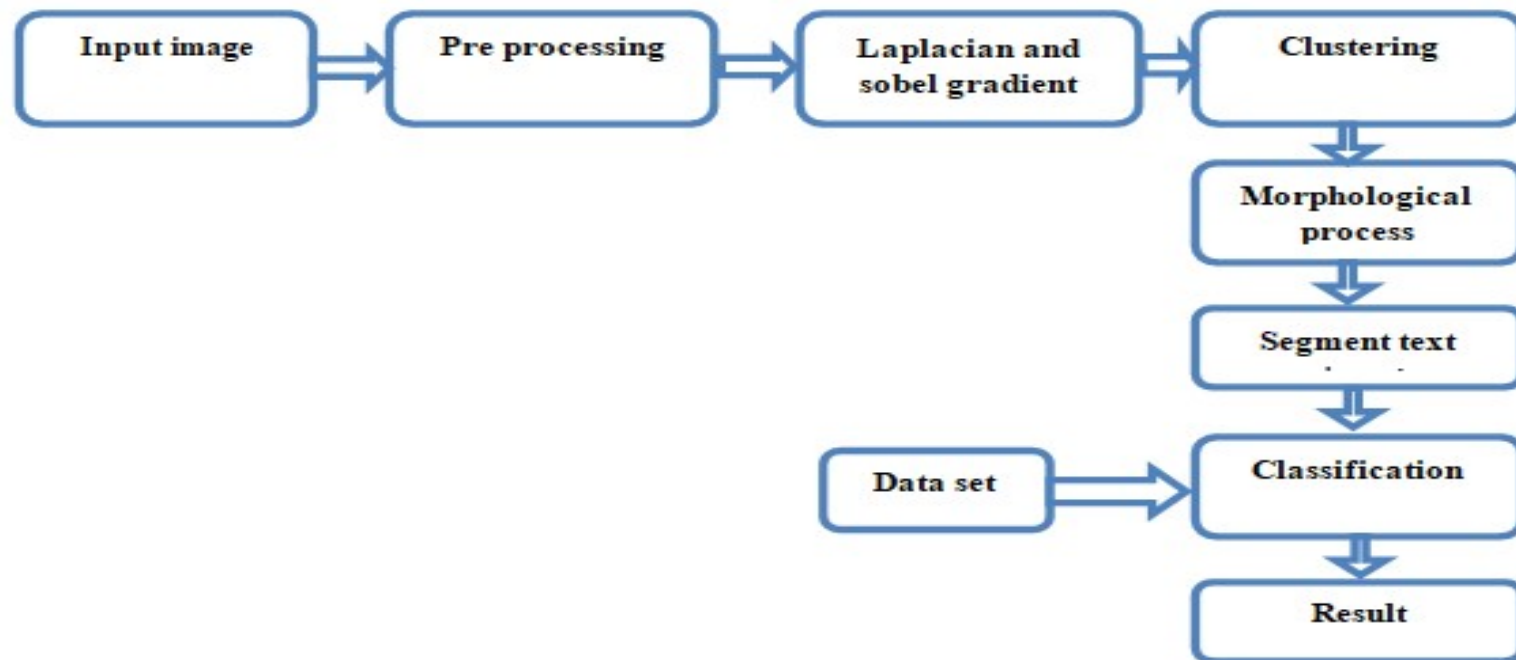 Input image
Pre processing
Laplacian and
sobel gradient
Clustering
Morphological
process
Segment text
Data set
Classification
Result